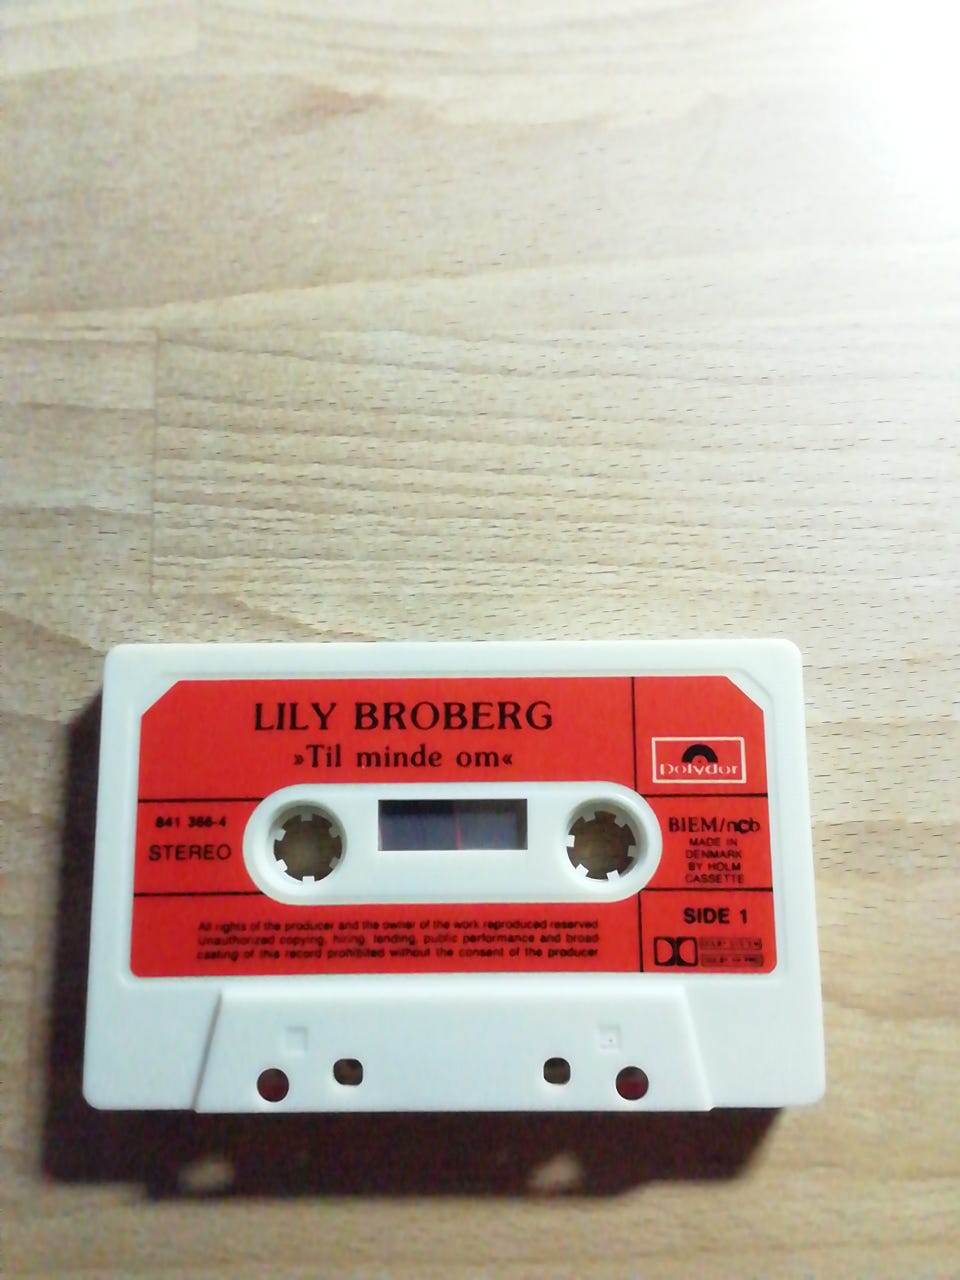 LILY BROBERG
»Til minde om«
polydor
841 366-4
STEREO
BIEM/ncb
MADE IN
DENMARK
BY HOLM
CASSETTE
SIDE 1
All rights of the producer and the owner of the work reproduced reserved
Unauthorized copying, hiring, lending, public performance and broad-
casting of this record prohibited without the consent of the producer